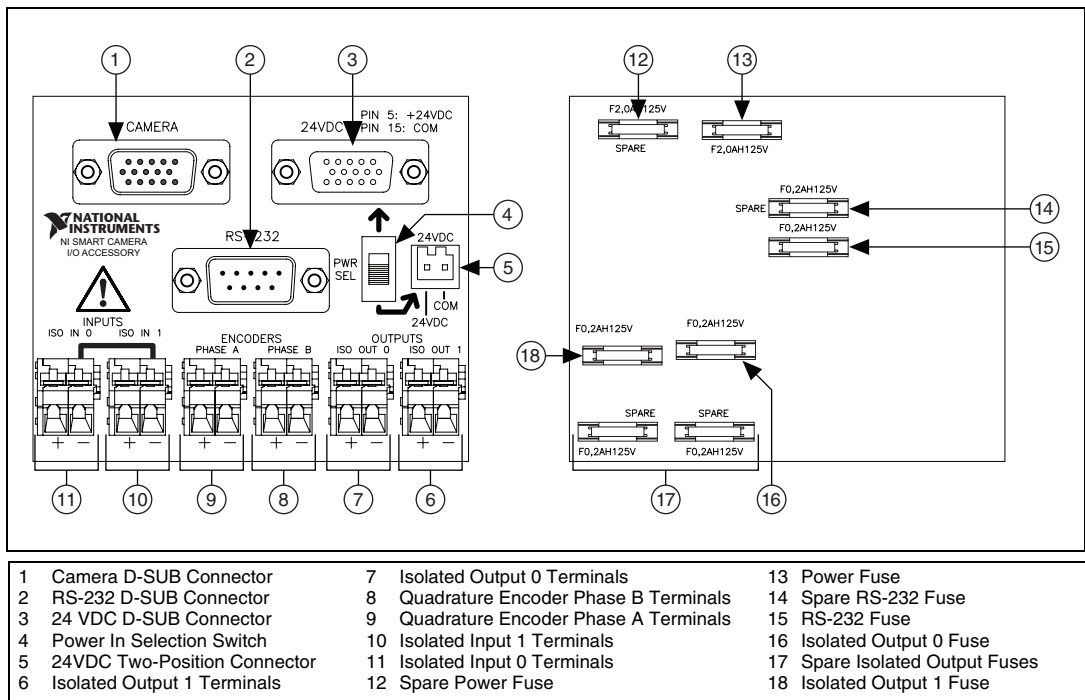 1 2 3 12 13
PIN 5: +24VDC
PIN 15: COM
CAMERA
24VDC
F2,0AH125V
SPARE
F2,0AH125V
F0,2AH125V
SPARE
14
F0,2AH125V
15
NATIONAL
INSTRUMENTS
NI SMART CAMERA
I/O ACCESSORY
RS-232
4
PWR
SEL
24VDC
5
COM
24VDC
INPUTS
ISO IN 0 ISO IN 1
ENCODERS
PHASE A PHASE B
OUTPUTS
ISO OUT 0 ISO OUT 1
+ − + − + − + − + − + −
11 10 9 8 7 6
F0,2AH125V
F0,2AH125V
18
SPARE SPARE
F0,2AH125V F0,2AH125V
17 16
1 Camera D-SUB Connector
2 RS-232 D-SUB Connector
3 24 VDC D-SUB Connector
4 Power In Selection Switch
5 24VDC Two-Position Connector
6 Isolated Output 1 Terminals
7 Isolated Output 0 Terminals
8 Quadrature Encoder Phase B Terminals
9 Quadrature Encoder Phase A Terminals
10 Isolated Input 1 Terminals
11 Isolated Input 0 Terminals
12 Spare Power Fuse
13 Power Fuse
14 Spare RS-232 Fuse
15 RS-232 Fuse
16 Isolated Output 0 Fuse
17 Spare Isolated Output Fuses
18 Isolated Output 1 Fuse